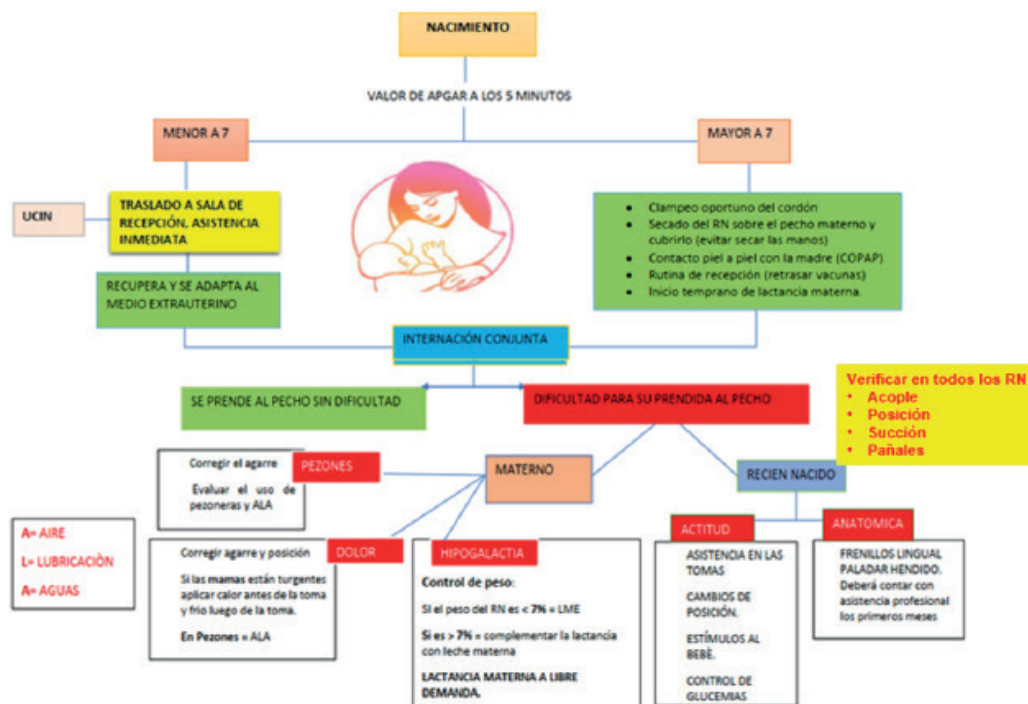 NACIMIENTO
VALOR DE APGAR A LOS 5 MINUTOS
MENOR A 7
MAYOR A 7
UCIN
TRASLADO A SALA DE
RECEPCIÓN, ASISTENCIA
INMEDIATA
RECUPERA Y SE ADAPTA AL
MEDIO EXTRAUTERINO
• Clampeo oportuno del cordón
• Secado del RN sobre el pecho materno y
cubrirlo (evitar secar las manos)
• Contacto piel a piel con la madre (COPAP)
• Rutina de recepción (retrasar vacunas)
• Inicio temprano de lactancia materna.
INTERNACIÓN CONJUNTA
SE PRENDE AL PECHO SIN DIFICULTAD
DIFICULTAD PARA SU PRENDIDA AL PECHO
Verificar en todos los RN
• Acople
• Posición
• Succión
• Pañales
MATERNO
RECIEN NACIDO
PEZONES
Corregir el agarre
Evaluar el uso de
pezoneras y ALA
A= AIRE
L= LUBRICACIÒN
A= AGUAS
DOLOR
Corregir agarre y posición
Si las mamas están turgentes
aplicar calor antes de la toma
y frio luego de la toma.
En Pezones = ALA
HIPOGALACTIA
Control de peso:
SI el peso del RN es < 7% = LME
Si es > 7% = complementar la lactancia
con leche materna
LACTANCIA MATERNA A LIBRE
DEMANDA.
ACTITUD
ASISTENCIA EN LAS
TOMAS
CAMBIOS DE
POSICIÓN.
ESTÍMULOS AL
BEBÈ.
CONTROL DE
GLUCEMIAS
ANATOMICA
FRENILLOS LINGUAL
PALADAR HENDIDO.
Deberá contar con
asistencia profesional
los primeros meses